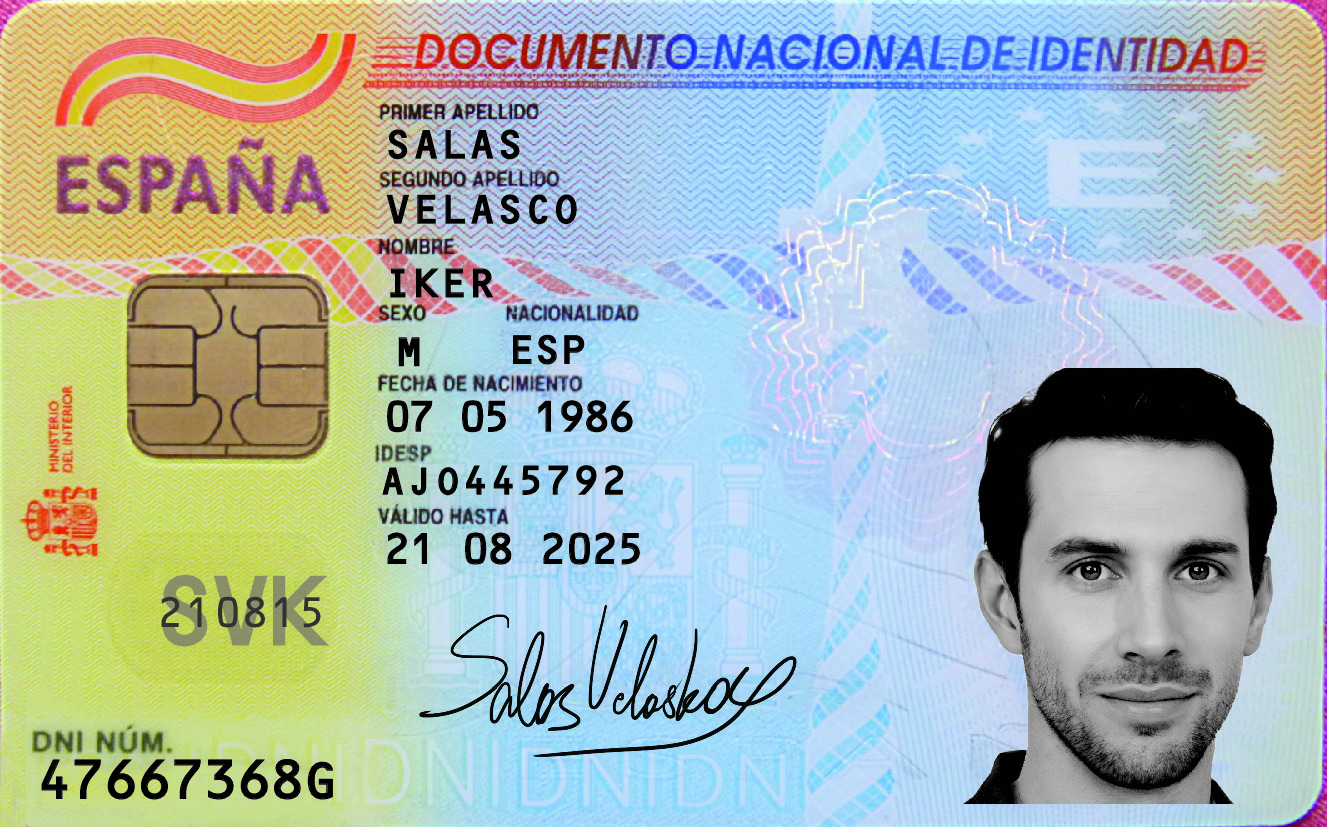 DOCUMENTO NACIONAL DE IDENTIDAD
ESPAÑA
PRIMER APELLIDO
SALAS
SEGUNDO APELLIDO
VELASCO
NOMBRE
IKER
SEXO NACIONALIDAD
M ESP
FECHA DE NACIMIENTO
07 05 1986
IDESP
AJ0445792
VÁLIDO HASTA
21 08 2025
MINISTERIO
DEL INTERIOR
E
SVK
210815
Salas Velasko
DNI NÚM.
47667368G
DNIDNIDNIDNI